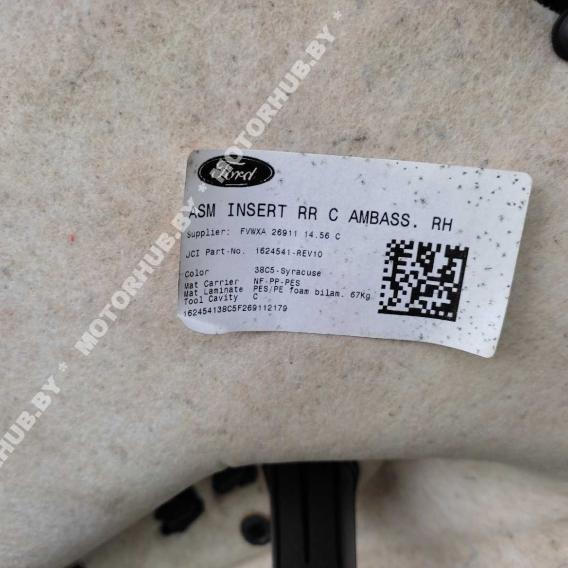 Ford
ASM INSERT RR C AMBASS. RH
Supplier: FVWXA 26911 14.56 C
JCI Part-No. 1624541-REV10
Color 38C5-Syracuse
Mat Carrier NF-PP-PES
Mat Laminate PES/PE foam bilam. 67Kg
Tool Cavity C
162454138C5F269112179
MOTORHUB.BY * MOTORHUB.BY * MOTORHUB.BY *